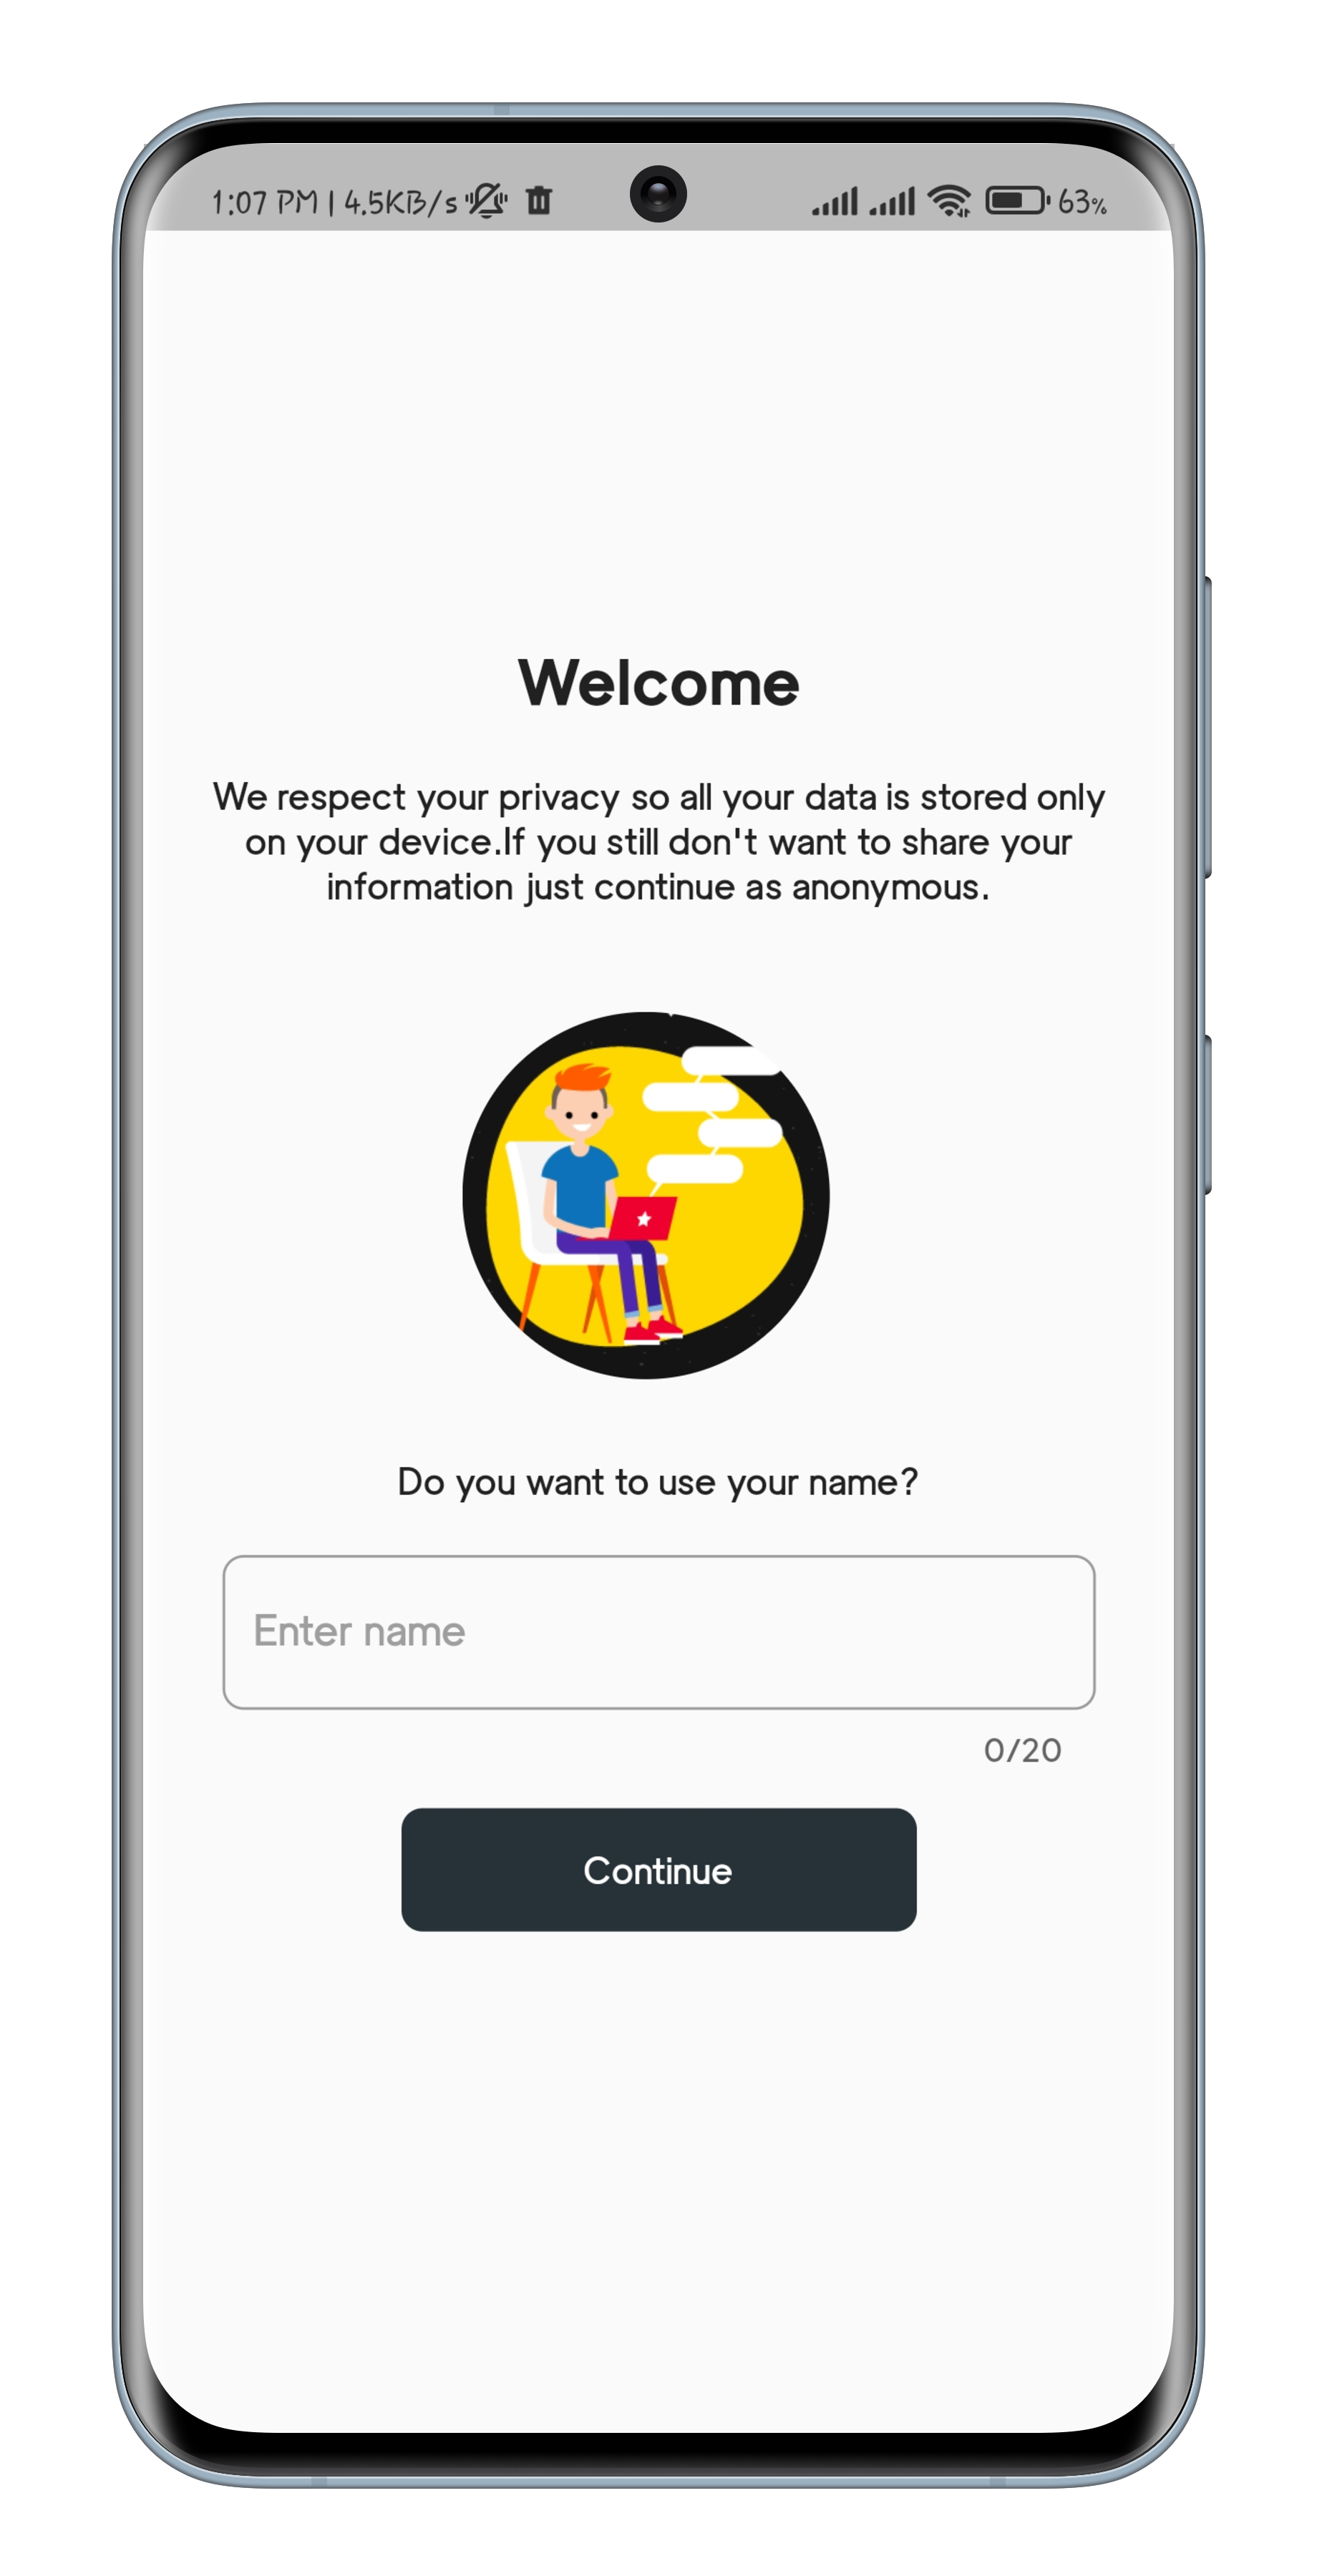 1:07 PM | 4.5KB/s 63%
Welcome
We respect your privacy so all your data is stored only
on your device.If you still don't want to share your
information just continue as anonymous.
Do you want to use your name?
Enter name
0/20
Continue